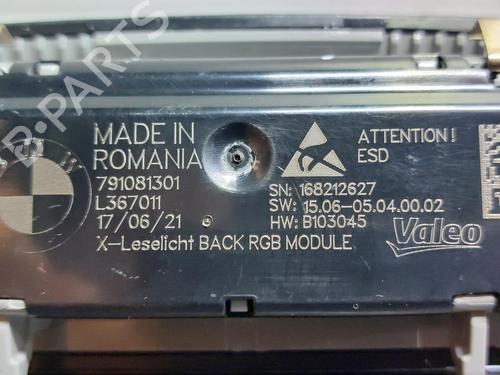 B-PARTS
MADE IN
ROMANIA
791081301
L367011
17/06/21
X-Leselicht BACK RGB MODULE
ATTENTION!
ESD
SN: 168212627
SW: 15.06-05.04.00.02
HW: B103045
Valeo